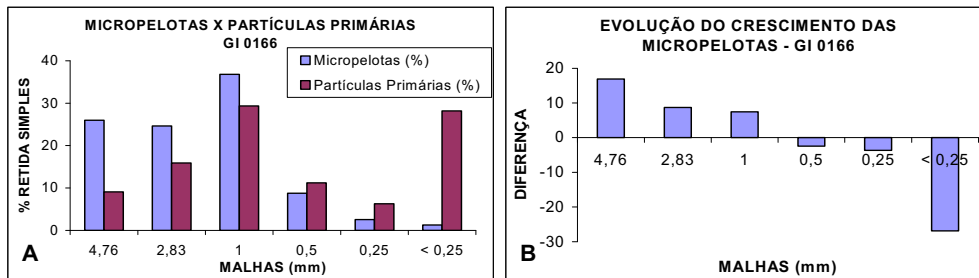 MICROPELOTAS X PARTÍCULAS PRIMÁRIAS
GI 0166
Micropelotas (%)
Partículas Primárias (%)
% RETIDA SIMPLES
40
30
20
10
0
4,76 2,83 1 0,5 0,25 < 0,25
MALHAS (mm)
A
EVOLUÇÃO DO CRESCIMENTO DAS
MICROPELOTAS - GI 0166
DIFERENÇA
20
10
0
-10
-20
-30
4,76 2,83 1 0,5 0,25 < 0,25
MALHAS (mm)
B